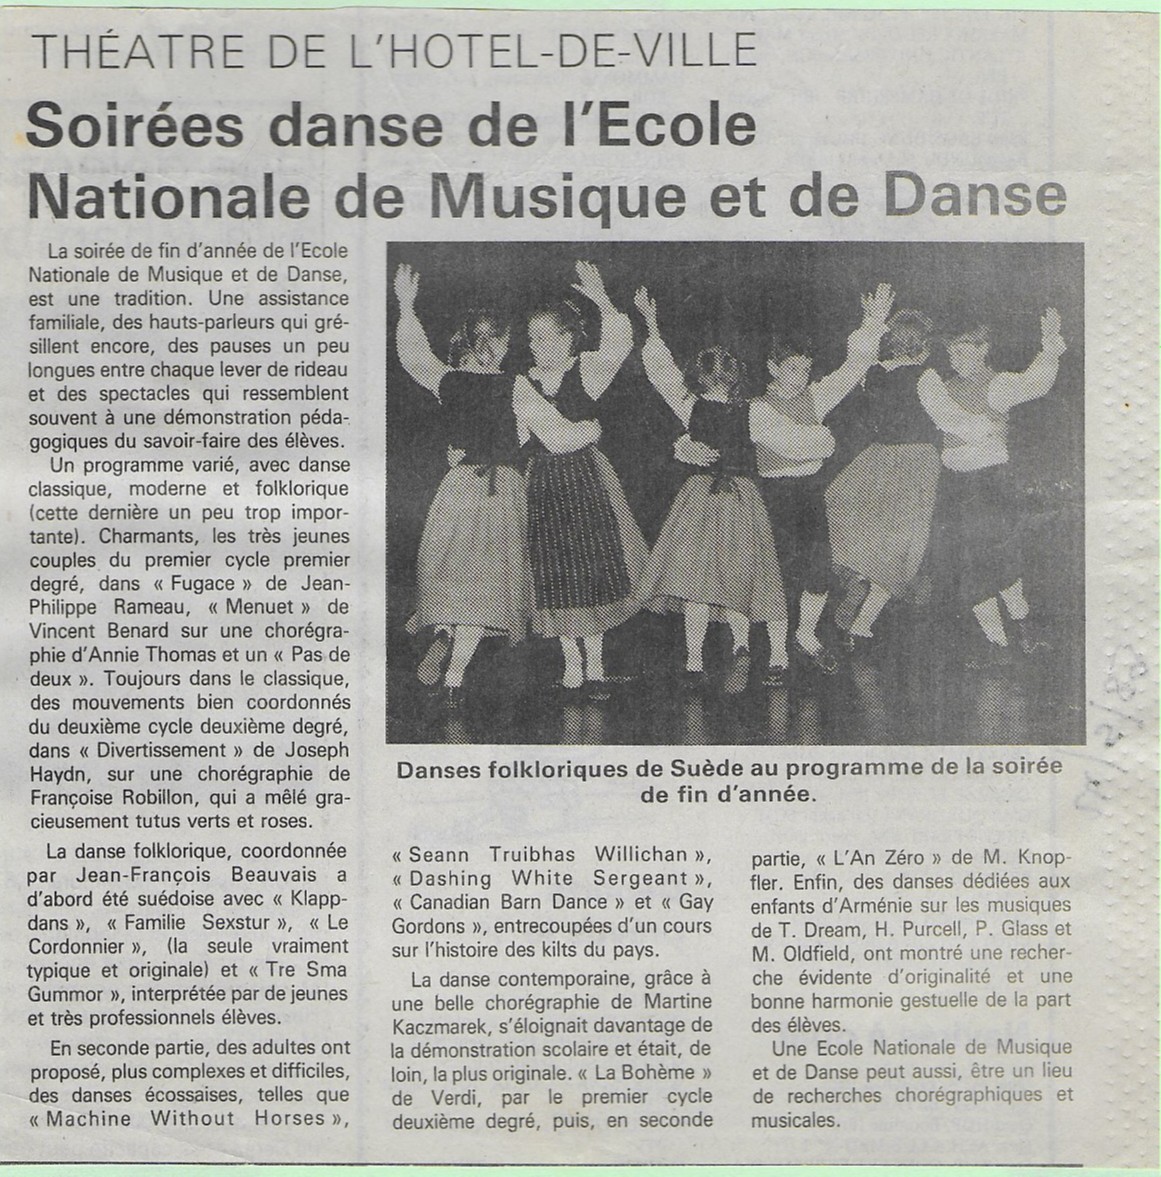 THÉATRE DE L'HOTEL-DE-VILLE
Soirées danse de l'Ecole
Nationale de Musique et de Danse
La soirée de fin d'année de l'Ecole
Nationale de Musique et de Danse,
est une tradition. Une assistance
familiale, des hauts-parleurs qui gré-
sillent encore, des pauses un peu
longues entre chaque lever de rideau
et des spectacles qui ressemblent
souvent à une démonstration péda-
gogiques du savoir-faire des élèves.
Un programme varié, avec danse
classique, moderne et folklorique
(cette dernière un peu trop impor-
tante). Charmants, les très jeunes
couples du premier cycle premier
degré, dans « Fugace » de Jean-
Philippe Rameau, « Menuet » de
Vincent Benard sur une chorégra-
phie d'Annie Thomas et un « Pas de
deux ». Toujours dans le classique,
des mouvements bien coordonnés
du deuxième cycle deuxième degré,
dans « Divertissement » de Joseph
Haydn, sur une chorégraphie de
Françoise Robillon, qui a mêlé gra-
cieusement tutus verts et roses.
La danse folklorique, coordonnée
par Jean-François Beauvais a
d'abord été suédoise avec « Klapp-
dans », « Familie Sexstur », « Le
Cordonnier », (la seule vraiment
typique et originale) et « Tre Sma
Gummor », interprétée par de jeunes
et très professionnels élèves.
En seconde partie, des adultes ont
proposé, plus complexes et difficiles,
des danses écossaises, telles que
« Machine Without Horses »,
Danses folkloriques de Suède au programme de la soirée
de fin d'année.
« Seann Truibhas Willichan »,
« Dashing White Sergeant »,
« Canadian Barn Dance » et « Gay
Gordons », entrecoupées d'un cours
sur l'histoire des kilts du pays.
La danse contemporaine, grâce à
une belle chorégraphie de Martine
Kaczmarek, s'éloignait davantage de
la démonstration scolaire et était, de
loin, la plus originale. « La Bohème »
de Verdi, par le premier cycle
deuxième degré, puis, en seconde
partie, « L'An Zéro » de M. Knop-
fler. Enfin, des danses dédiées aux
enfants d'Arménie sur les musiques
de T. Dream, H. Purcell, P. Glass et
M. Oldfield, ont montré une recher-
che évidente d'originalité et une
bonne harmonie gestuelle de la part
des élèves.
Une Ecole Nationale de Musique
et de Danse peut aussi, être un lieu
de recherches chorégraphiques et
musicales.